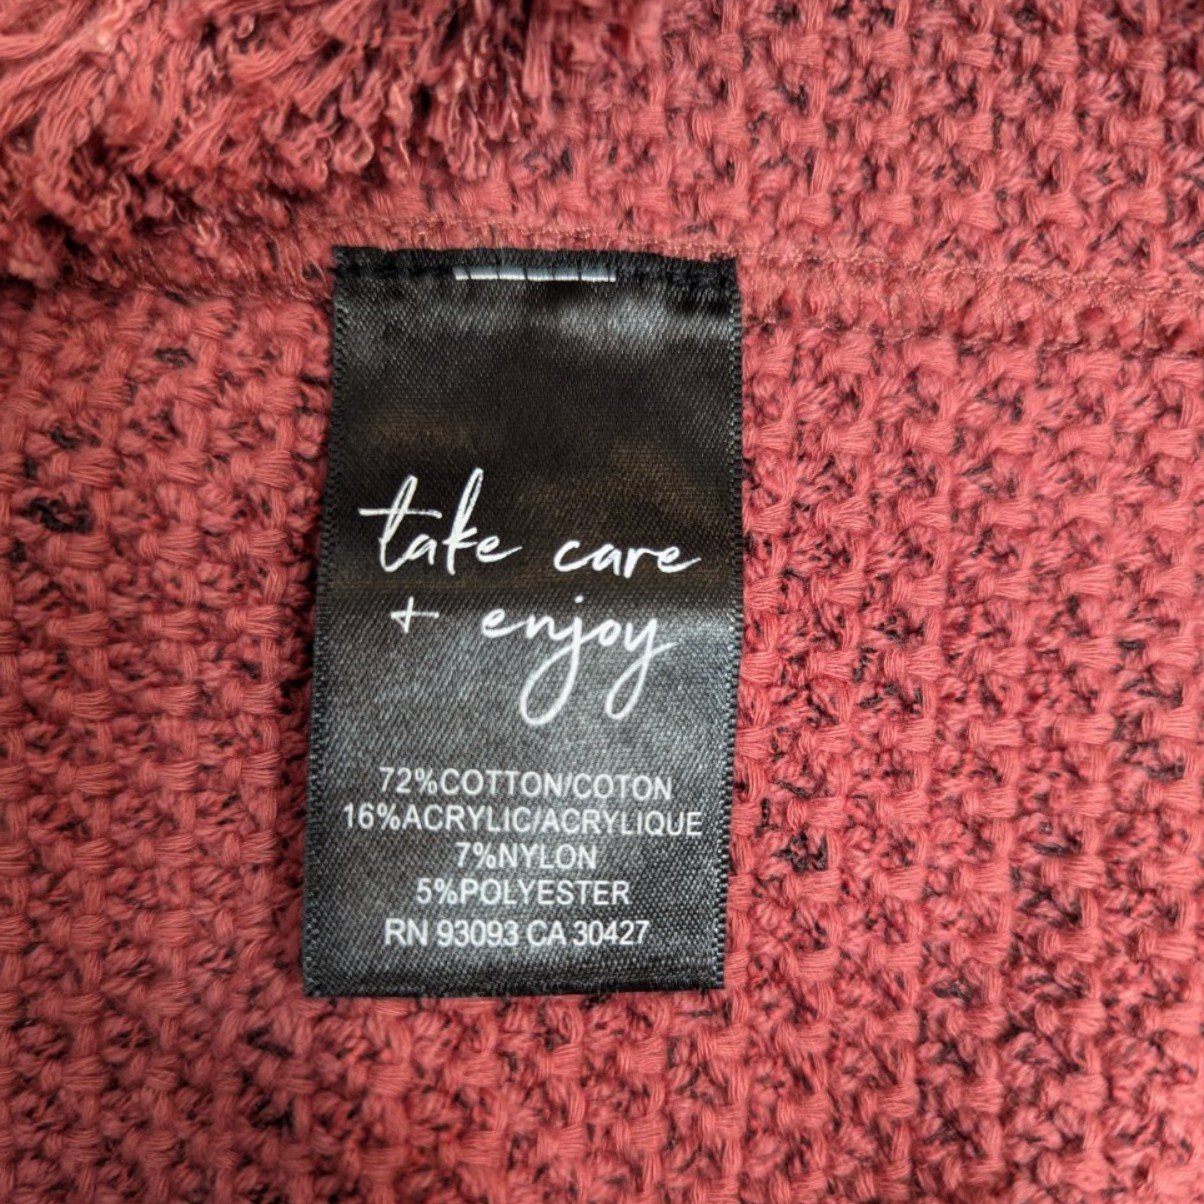 take care
+ enjoy
72%COTTON/COTON
16%ACRYLIC/ACRYLIQUE
7%NYLON
5%POLYESTER
RN 93093 CA 30427